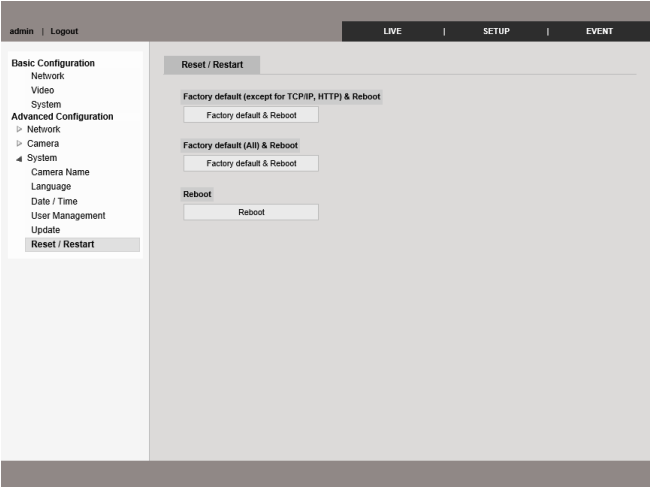 admin | Logout
LIVE | SETUP | EVENT
Basic Configuration
Network
Video
System
Advanced Configuration
Network
Camera
System
Camera Name
Language
Date / Time
User Management
Update
Reset / Restart
Reset / Restart
Factory default (except for TCP/IP, HTTP) & Reboot
Factory default & Reboot
Factory default (All) & Reboot
Factory default & Reboot
Reboot
Reboot